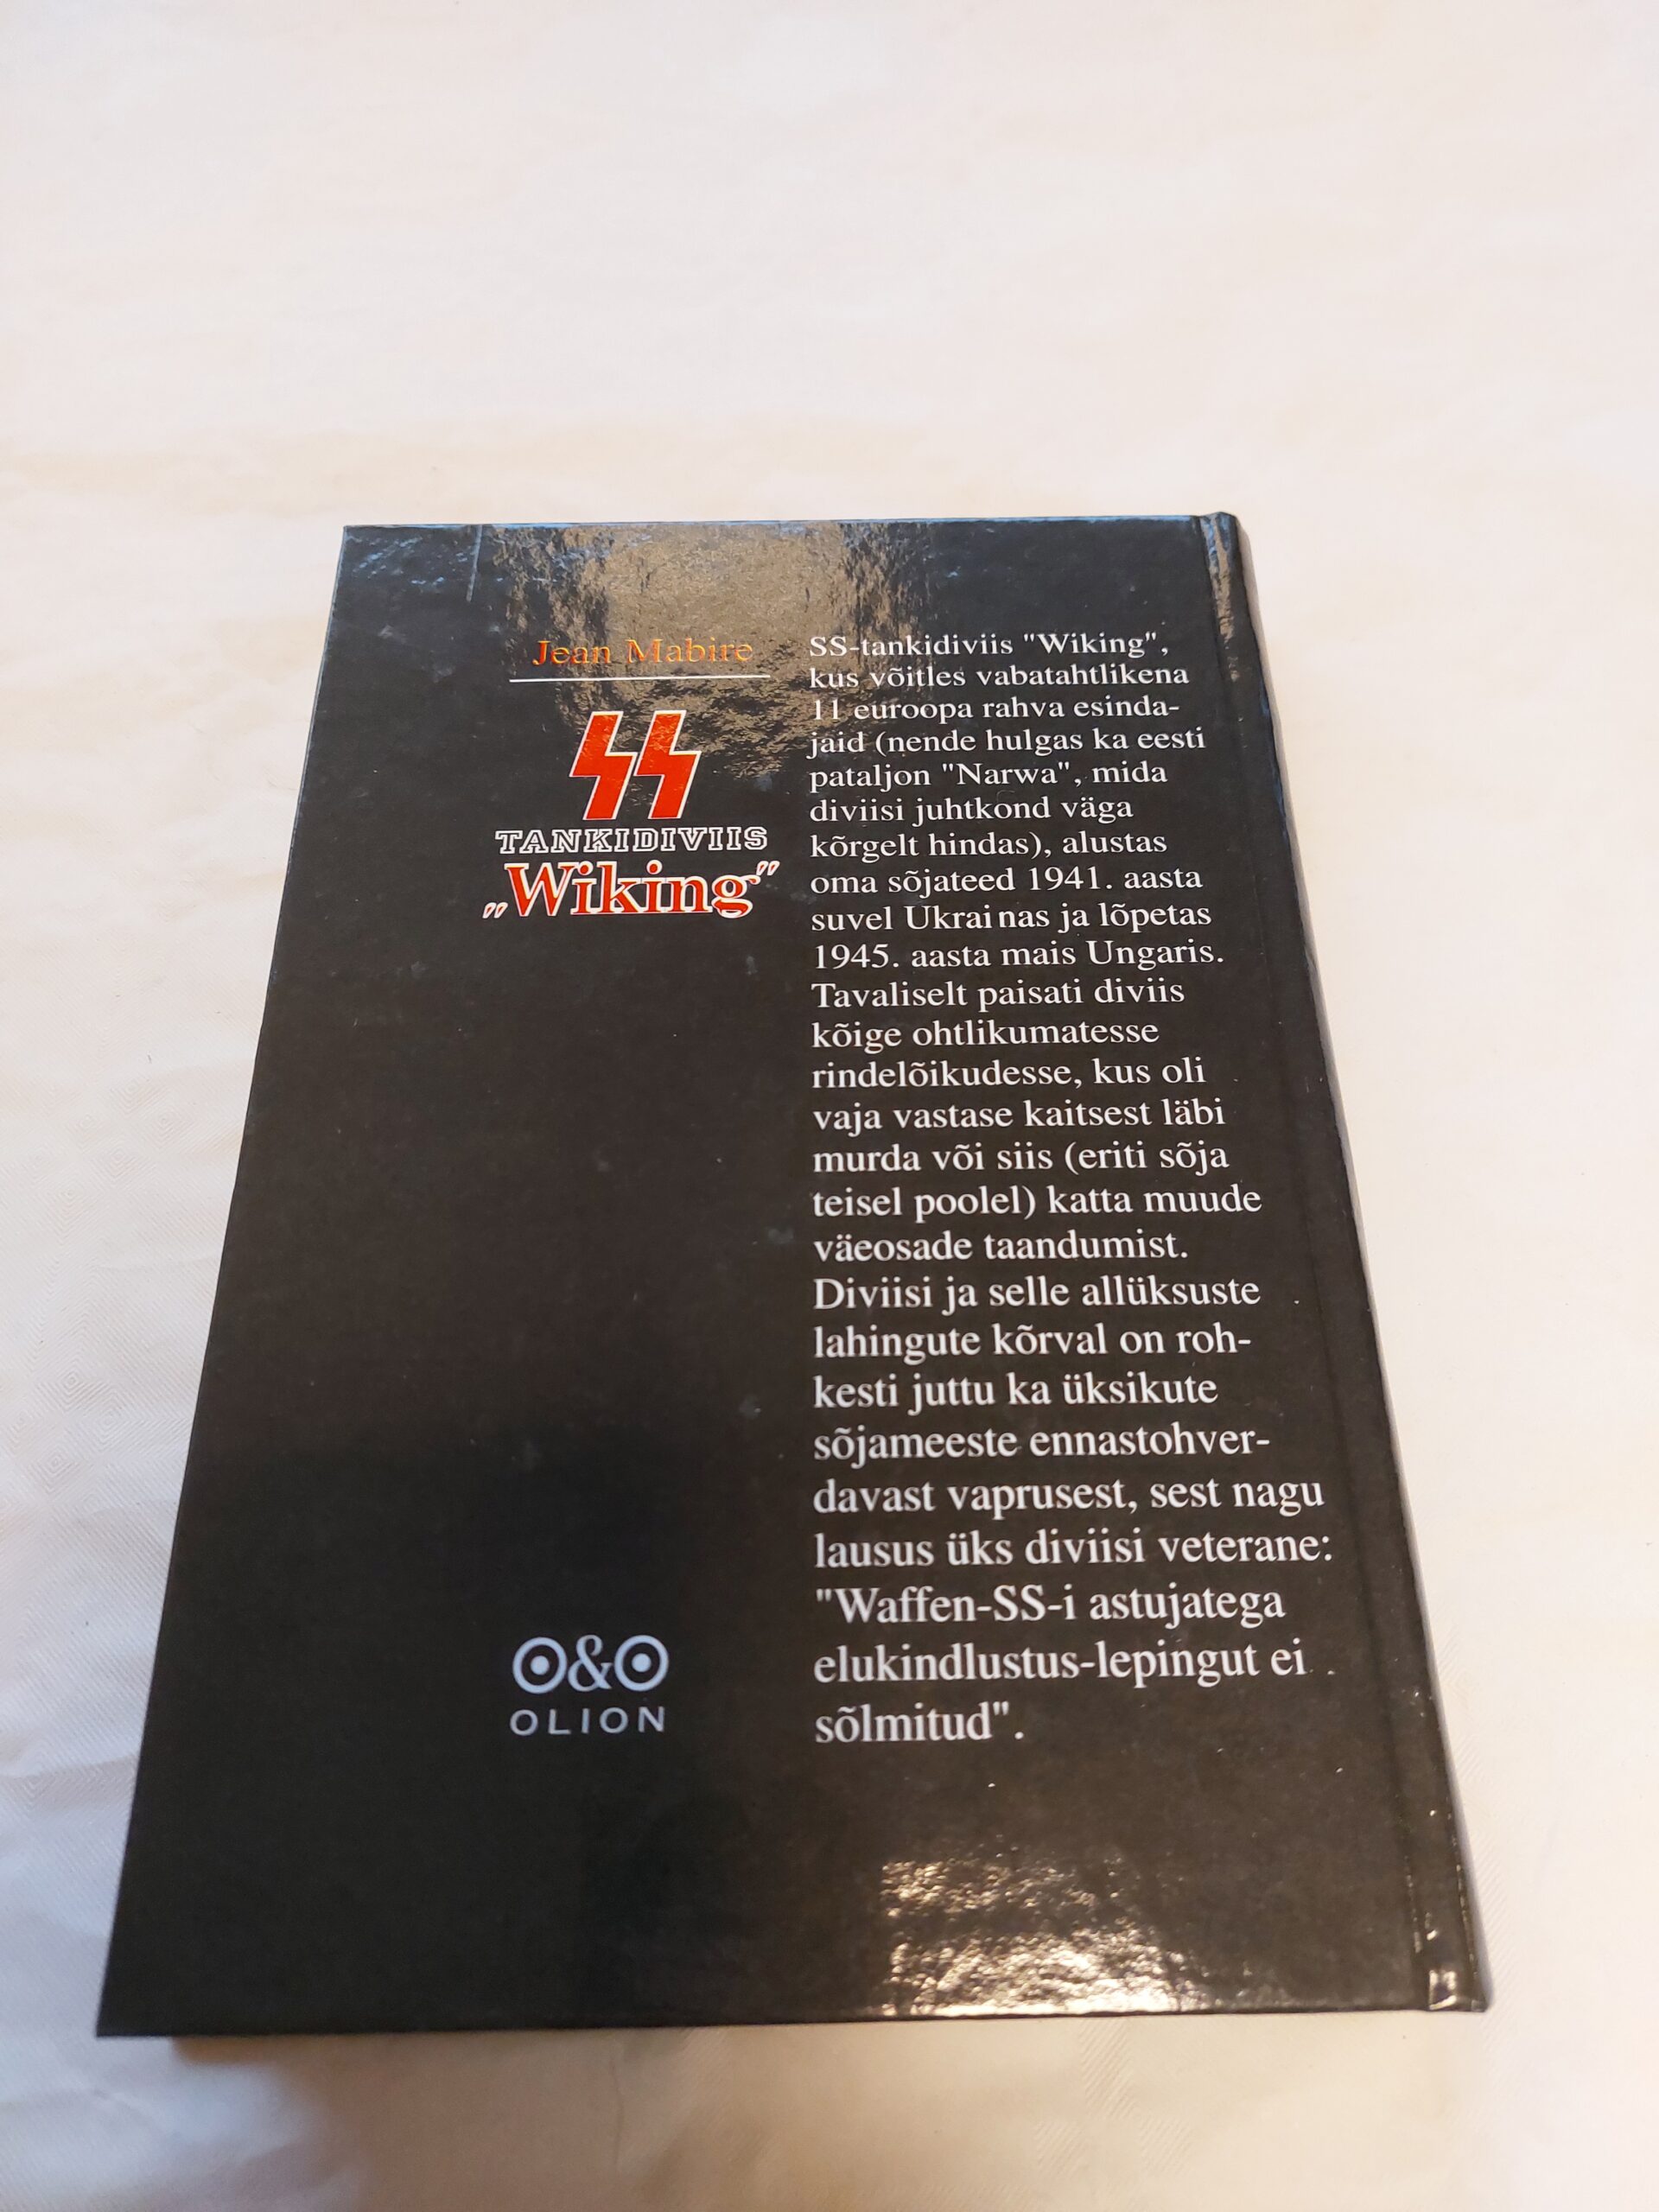 Jean Mabire
SS
TANKIDIVIIS
„Wiking"
SS-tankidiviis "Wiking",
kus võitles vabatahtlikena
11 euroopa rahva esinda-
jaid (nende hulgas ka eesti
pataljon "Narwa", mida
diviisi juhtkond väga
kõrgelt hindas), alustas
oma sõjateed 1941. aasta
suvel Ukrainas ja lõpetas
1945. aasta mais Ungaris.
Tavaliselt paisati diviis
kõige ohtlikumatesse
rindelõikudesse, kus oli
vaja vastase kaitsest läbi
murda või siis (eriti sõja
teisel poolel) katta muude
väeosade taandumist.
Diviisi ja selle allüksuste
lahingute kõrval on roh-
kesti juttu ka üksikute
sõjameeste ennastohver-
davast vaprusest, sest nagu
lausus üks diviisi veterane:
"Waffen-SS-i astujatega
elukindlustus-lepingut ei
sõlmitud".
O&O
OLION